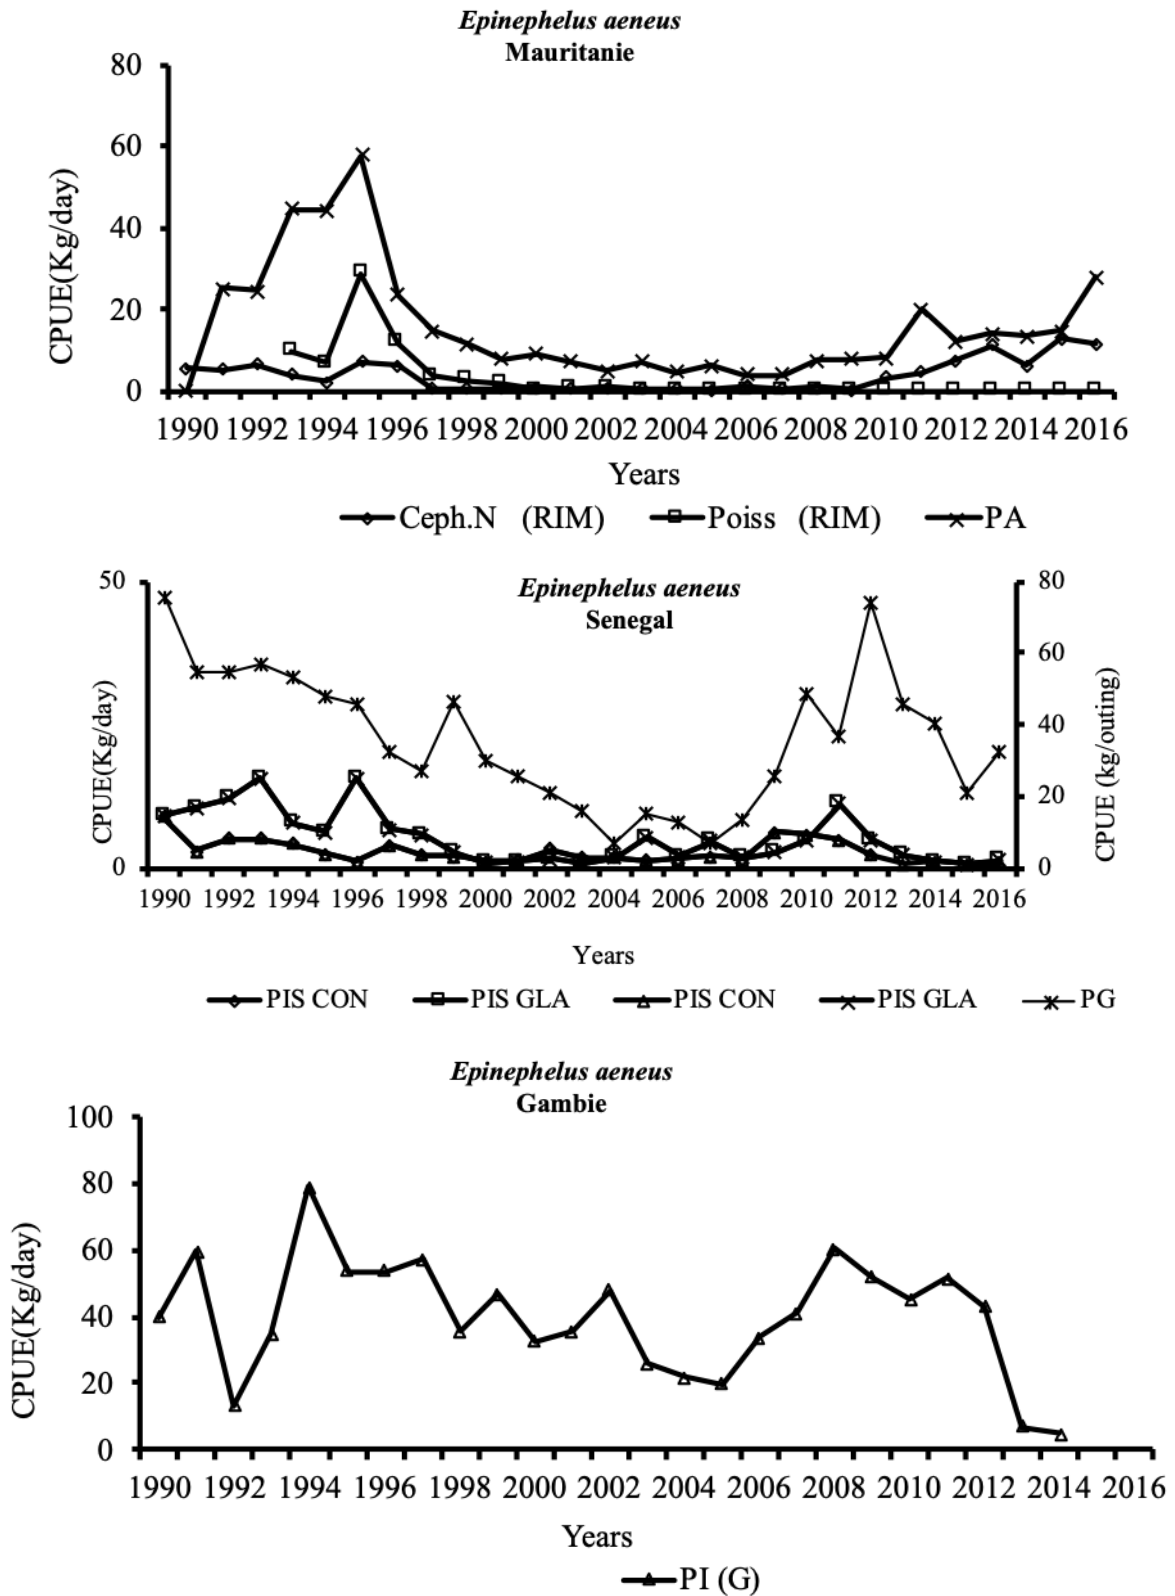 Epinephelus aeneus
Mauritanie
80
60
40
20
0
CPUE(Kg/day)
1990 1992 1994 1996 1998 2000 2002 2004 2006 2008 2010 2012 2014 2016
Years
Ceph.N (RIM) Poiss (RIM) PA
Epinephelus aeneus
Senegal
50
0
CPUE(Kg/day)
80
60
40
20
0
CPUE (kg/outing)
1990 1992 1994 1996 1998 2000 2002 2004 2006 2008 2010 2012 2014 2016
Years
PIS CON PIS GLA PIS CON PIS GLA PG
Epinephelus aeneus
Gambie
100
80
60
40
20
0
CPUE(Kg/day)
1990 1992 1994 1996 1998 2000 2002 2004 2006 2008 2010 2012 2014 2016
Years
PI (G)